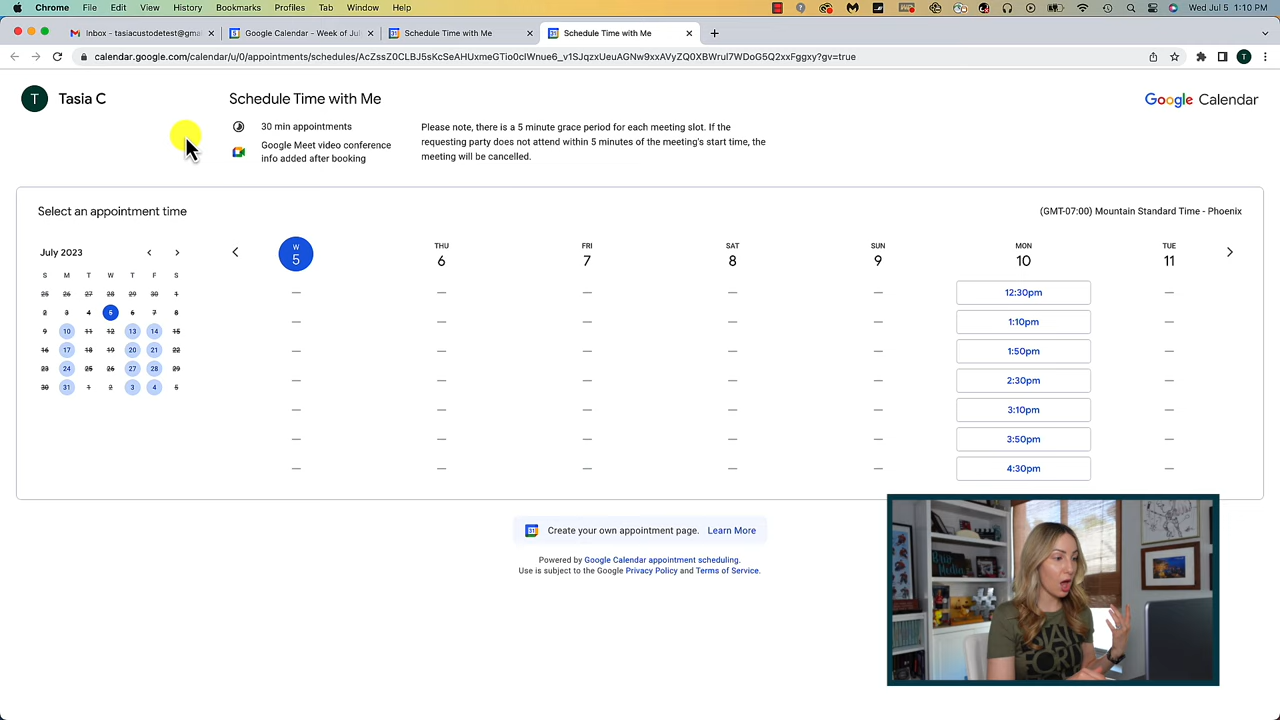 Chrome File Edit View History Bookmarks Profiles Tab Window Help Wed Jul 5 1:10 PM
Inbox - tasiacustodetest@gma Google Calendar - Week of Jul Schedule Time with Me Schedule Time with Me
calendar.google.com/calendar/u/0/appointments/schedules/AcZssZ0CLBJ5sKcSeAHUxmeGTio0cIWnue6_v1SJqzxUeuAGNw9xxAVyZQ0XBWruI7WDoG5Q2xxFggxy?gv=true
T Tasia C
Schedule Time with Me
Google Calendar
30 min appointments
Google Meet video conference
info added after booking
Please note, there is a 5 minute grace period for each meeting slot. If the
requesting party does not attend within 5 minutes of the meeting's start time, the
meeting will be cancelled.
Select an appointment time
(GMT-07:00) Mountain Standard Time - Phoenix
July 2023
S M T W T F S
25 26 27 28 29 30 1
2 3 4 5 6 7 8
9 10 11 12 13 14 15
16 17 18 19 20 21 22
23 24 25 26 27 28 29
30 31 1 2 3 4 5
W THU FRI SAT SUN MON TUE
5 6 7 8 9 10 11
— — — — — 12:30pm —
— — — — — 1:10pm —
— — — — — 1:50pm —
— — — — — 2:30pm —
— — — — — 3:10pm —
— — — — — 3:50pm —
— — — — — 4:30pm —
Create your own appointment page. Learn More
Powered by Google Calendar appointment scheduling.
Use is subject to the Google Privacy Policy and Terms of Service.